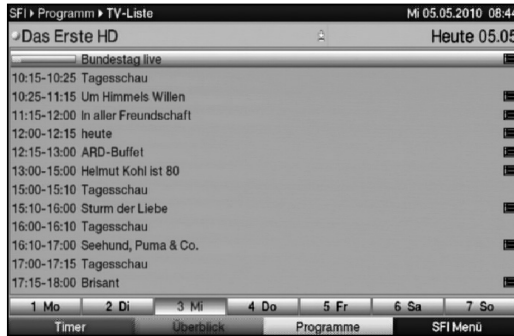 SFI ▸ Programm ▸ TV-Liste Mi 05.05.2010 08:44
Das Erste HD Heute 05.05
Bundestag live
10:15-10:25 Tagesschau
10:25-11:15 Um Himmels Willen
11:15-12:00 In aller Freundschaft
12:00-12:15 heute
12:15-13:00 ARD-Buffet
13:00-15:00 Helmut Kohl ist 80
15:00-15:10 Tagesschau
15:10-16:00 Sturm der Liebe
16:00-16:10 Tagesschau
16:10-17:00 Seehund, Puma & Co.
17:00-17:15 Tagesschau
17:15-18:00 Brisant
1 Mo 2 Di 3 Mi 4 Do 5 Fr 6 Sa 7 So
Timer Überblick Programme SFI Menü